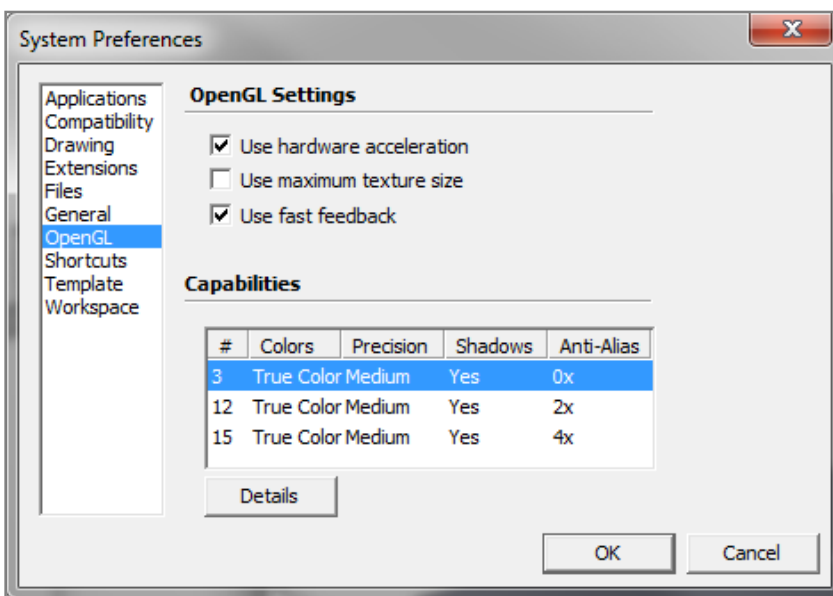 System Preferences
Applications
Compatibility
Drawing
Extensions
Files
General
OpenGL
Shortcuts
Template
Workspace
OpenGL Settings
Use hardware acceleration
Use maximum texture size
Use fast feedback
Capabilities
# Colors Precision Shadows Anti-Alias
3 True Color Medium Yes 0x
12 True Color Medium Yes 2x
15 True Color Medium Yes 4x
Details
OK Cancel